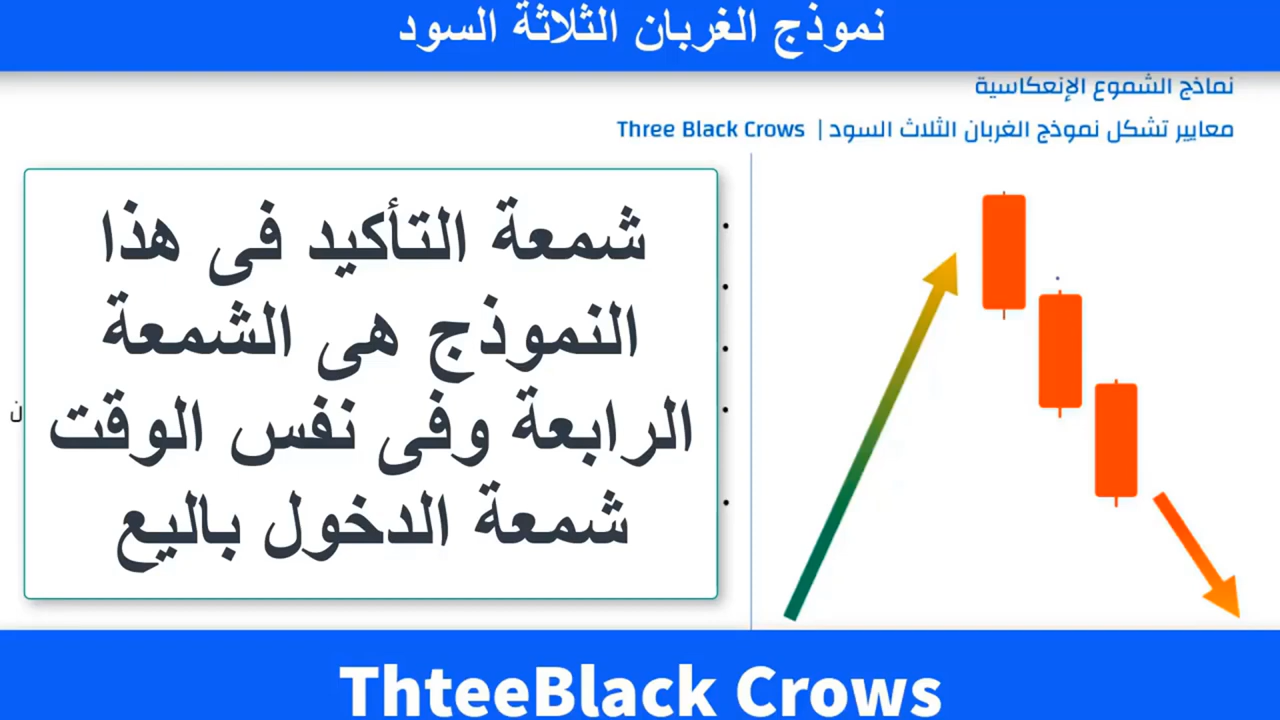 نموذج الغربان الثلاثة السود
نماذج الشموع الإنعكاسية
معايير تشكل نموذج الغربان الثلاث السود | Three Black Crows
شمعة التأكيد فى هذا
النموذج هى الشمعة
الرابعة وفى نفس الوقت
شمعة الدخول باليع
ن
ThteeBlack Crows